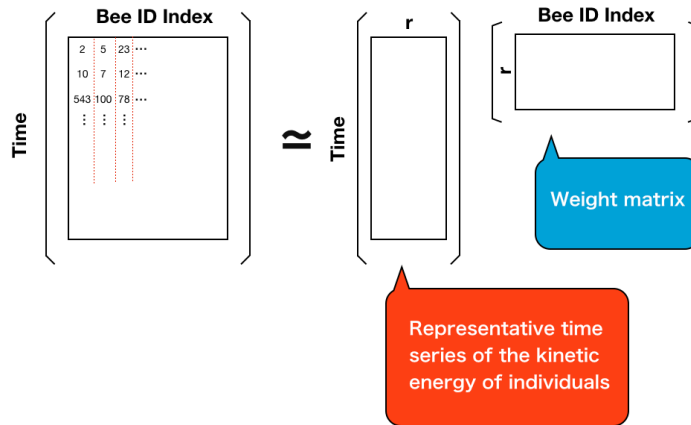 Bee ID Index
Time
2 5 23 ⋯
10 7 12 ⋯
543 100 78 ⋯
⋮ ⋮ ⋮
≃
r
Time
Bee ID Index
r
Weight matrix
Representative time
series of the kinetic
energy of individuals